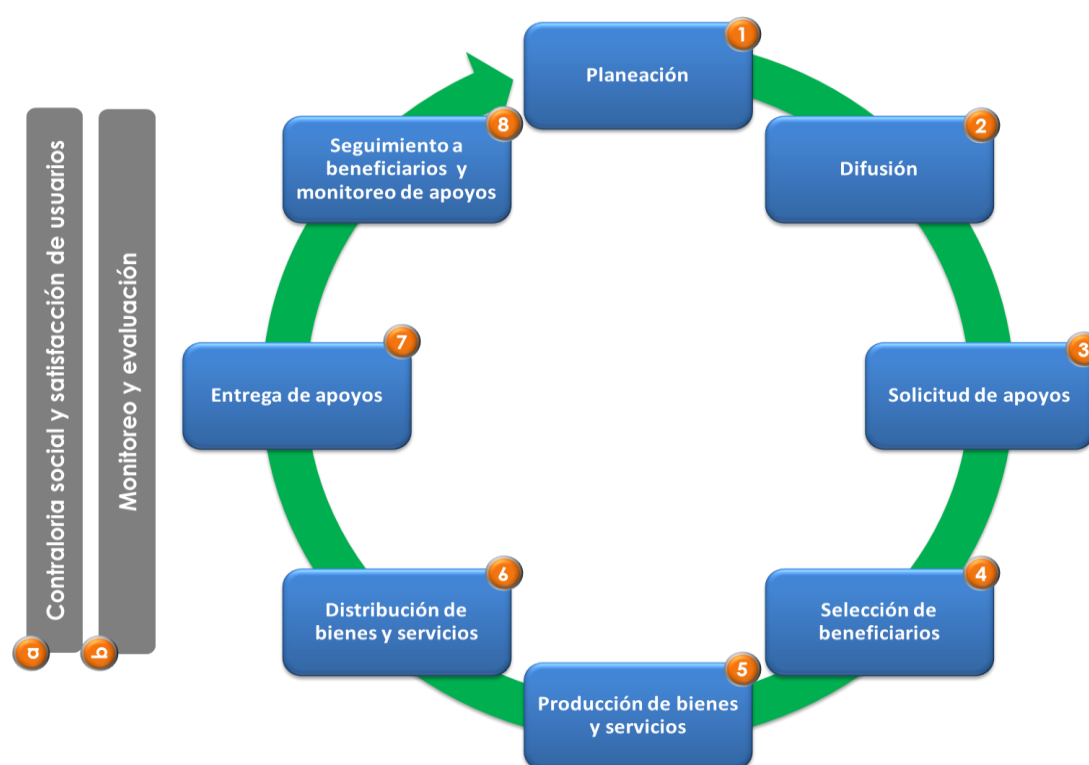 1
Planeación
2
Difusión
3
Solicitud de apoyos
4
Selección de
beneficiarios
5
Producción de bienes
y servicios
6
Distribución de
bienes y servicios
7
Entrega de apoyos
8
Seguimiento a
beneficiarios y
monitoreo de apoyos
a
Contraloria social y satisfacción de usuarios
b
Monitoreo y evaluación